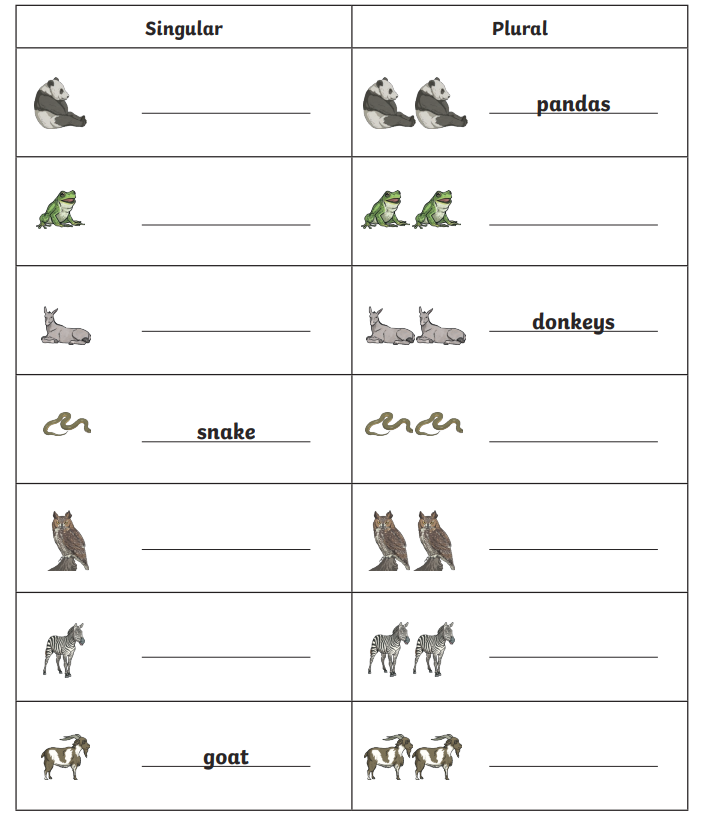 Singular Plural
pandas
donkeys
snake
goat